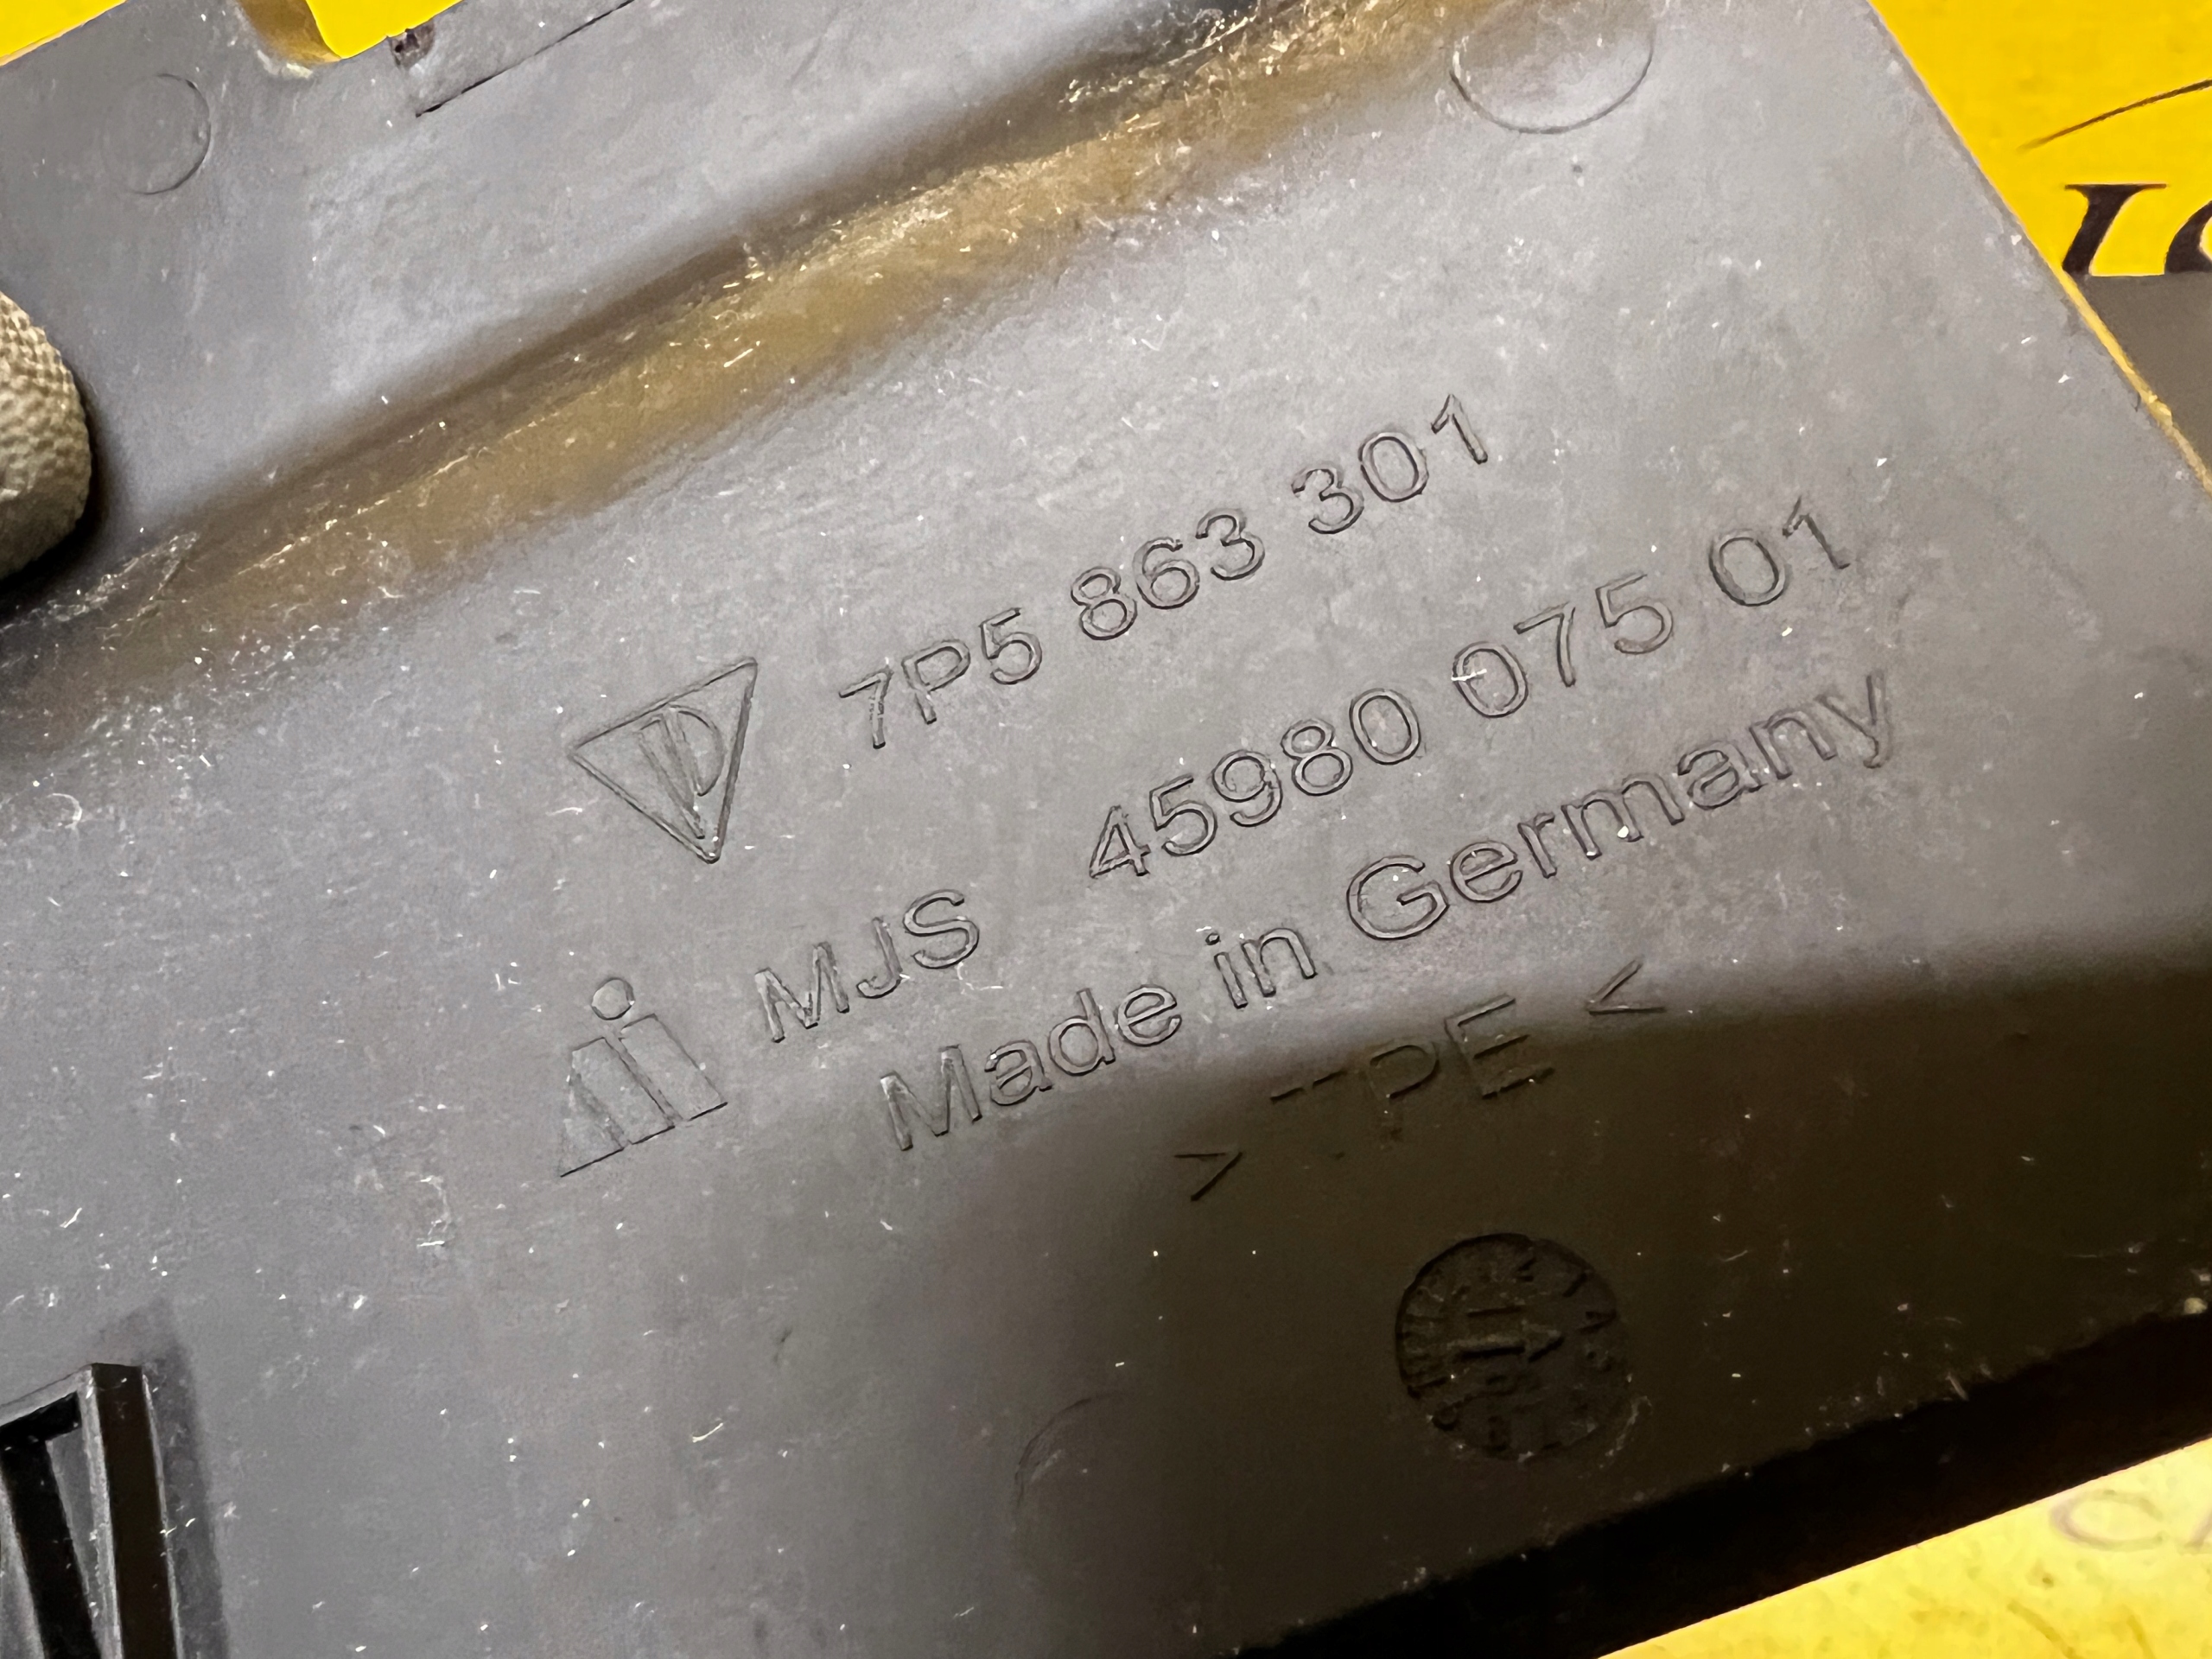 7P5 863 301
MJS 45980 075 01
Made in Germany
>TPE<